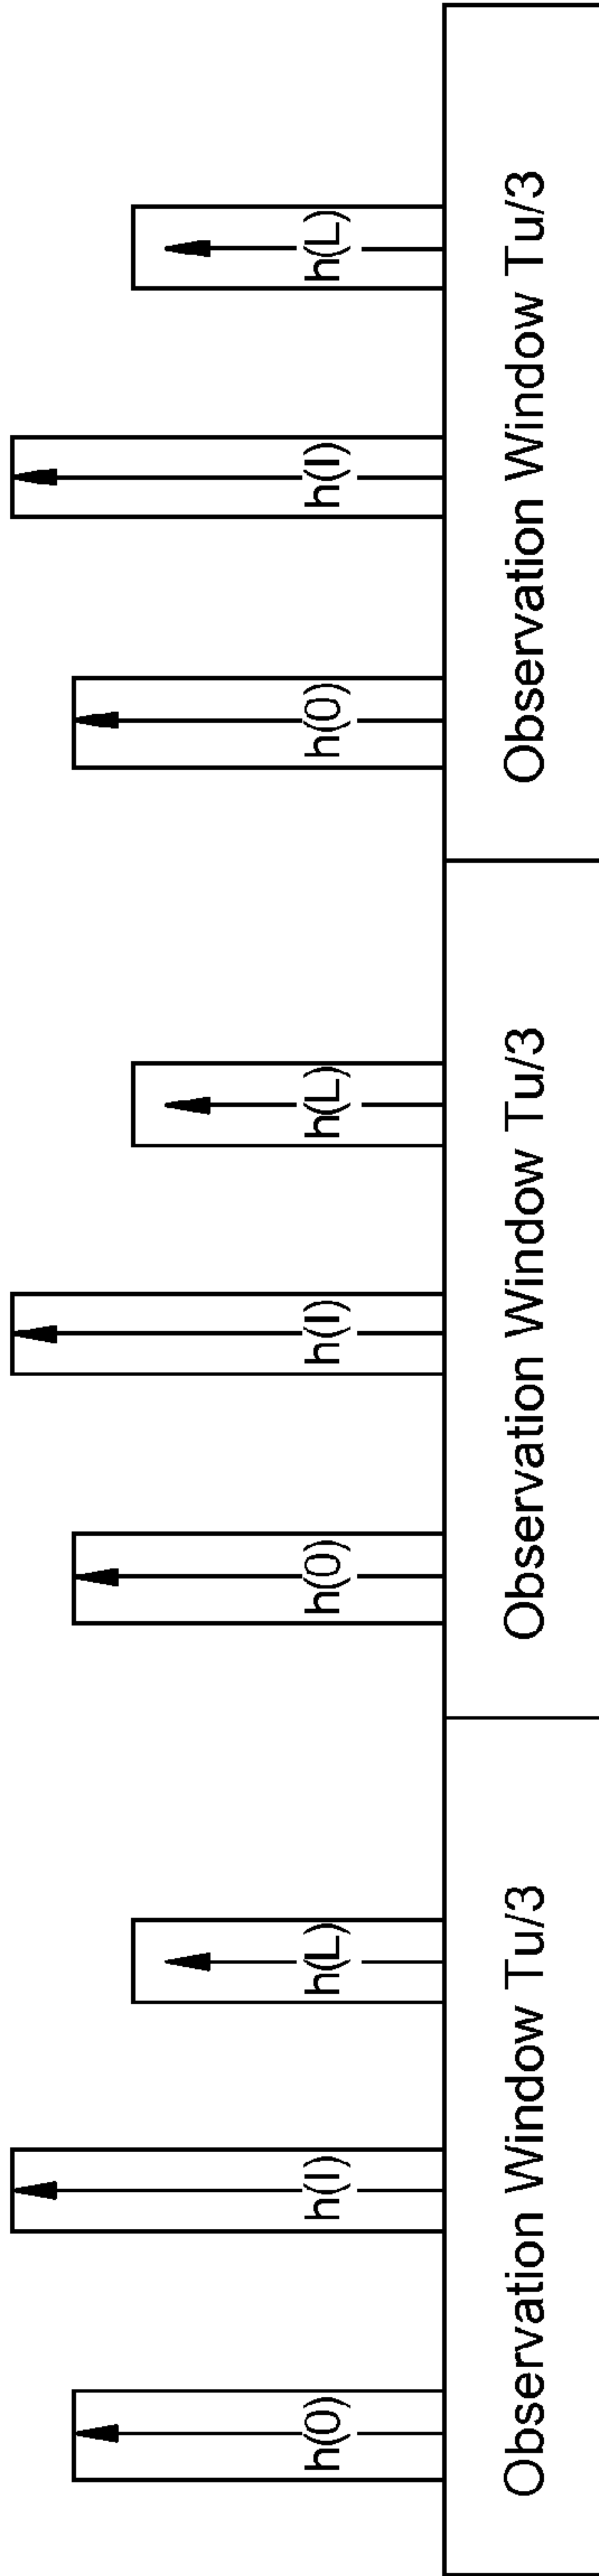 h(0)
h(l)
h(L)
h(0)
h(l)
h(L)
h(0)
h(l)
h(L)
Observation Window Tu/3
Observation Window Tu/3
Observation Window Tu/3